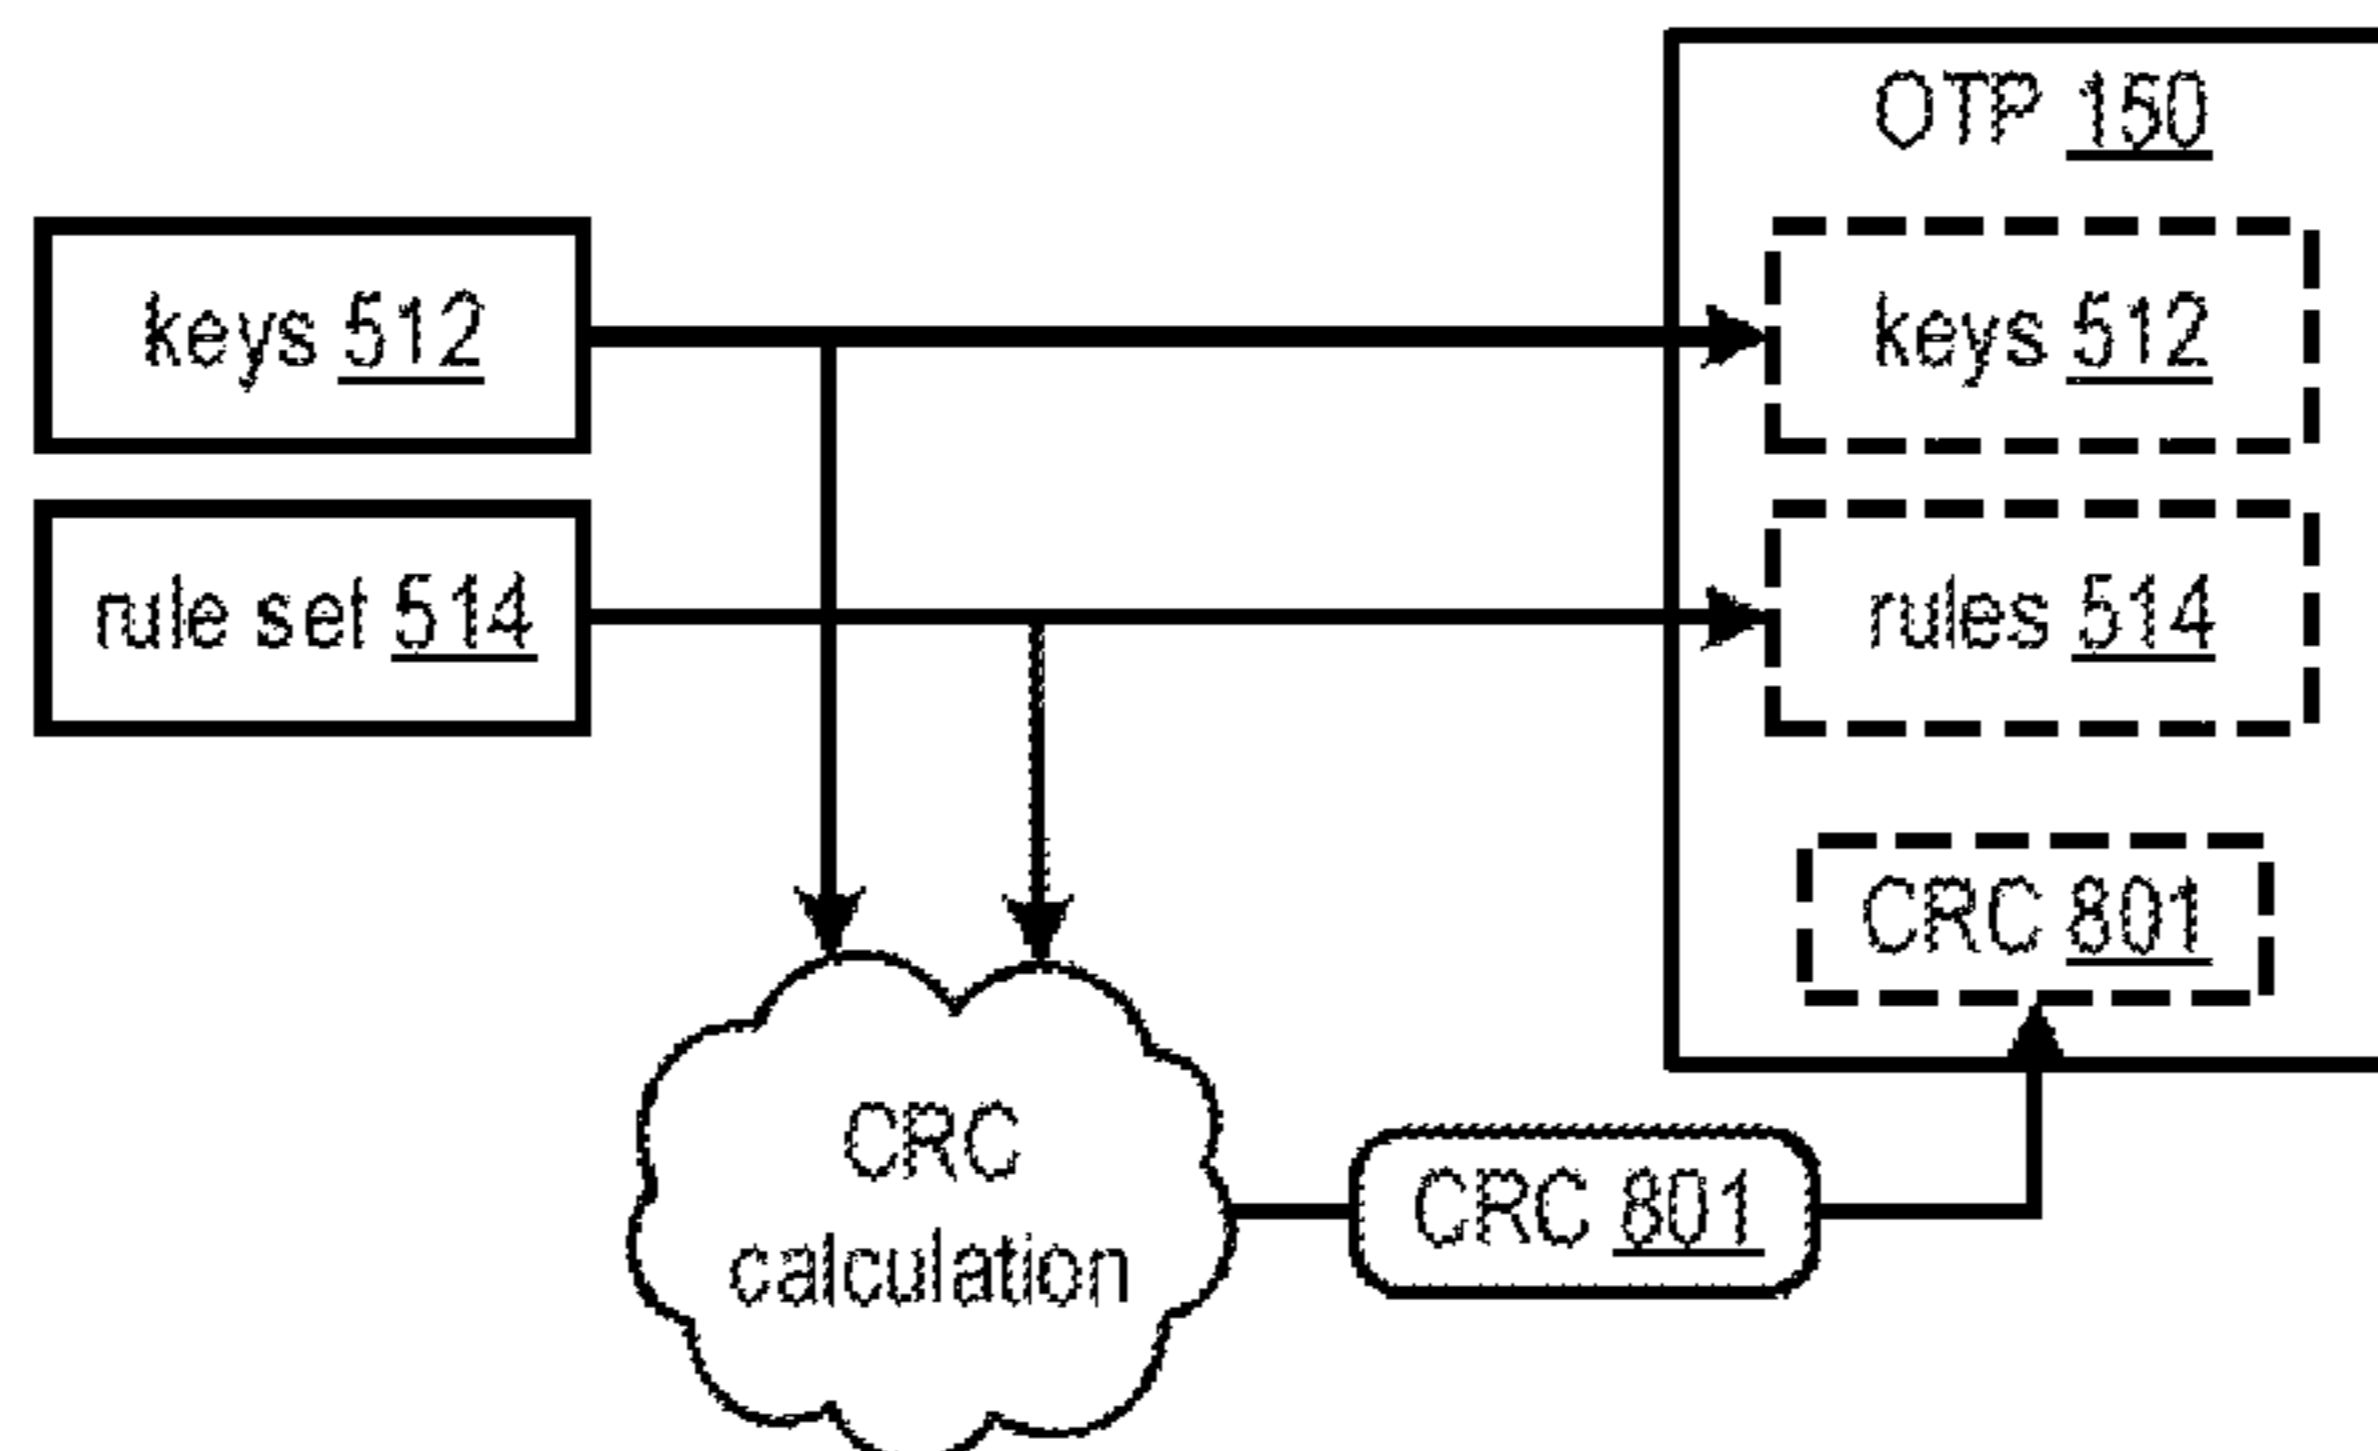 OTP 150
keys 512
keys 512
rule set 514
rules 514
CRC 801
CRC
calculation
CRC 801